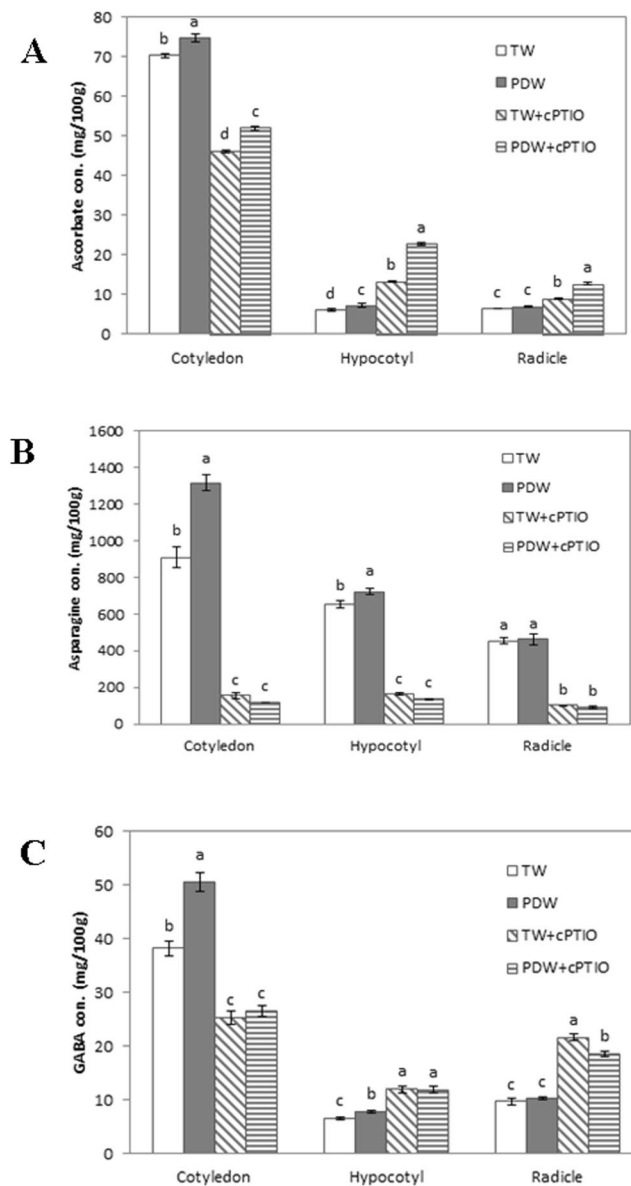 A
Ascorbate con. (mg/100g)
80
70
60
50
40
30
20
10
0
b a d c
d c b a
c c b a
TW
PDW
TW+cPTIO
PDW+cPTIO
Cotyledon Hypocotyl Radicle
B
Asparagine con. (mg/100g)
1600
1400
1200
1000
800
600
400
200
0
b a c c
b a c c
a a b b
TW
PDW
TW+cPTIO
PDW+cPTIO
Cotyledon Hypocotyl Radicle
C
GABA con. (mg/100g)
60
50
40
30
20
10
0
b a c c
c b a a
c c a b
TW
PDW
TW+cPTIO
PDW+cPTIO
Cotyledon Hypocotyl Radicle